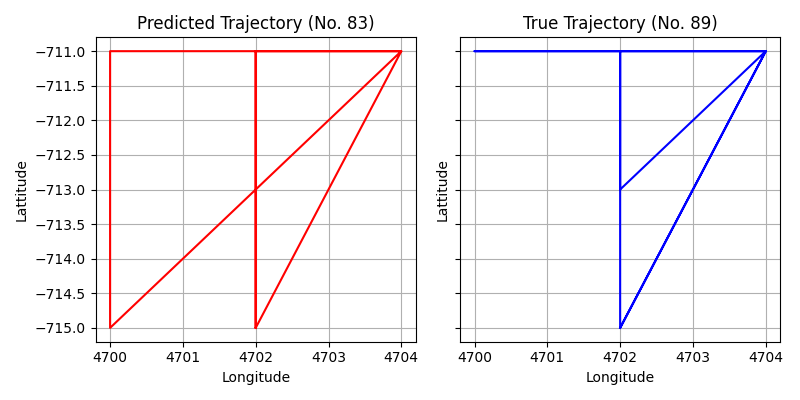 Predicted Trajectory (No. 83)
True Trajectory (No. 89)
−711.0
−711.5
−712.0
−712.5
−713.0
−713.5
−714.0
−714.5
−715.0
Lattitude
Lattitude
4700 4701 4702 4703 4704
4700 4701 4702 4703 4704
Longitude
Longitude